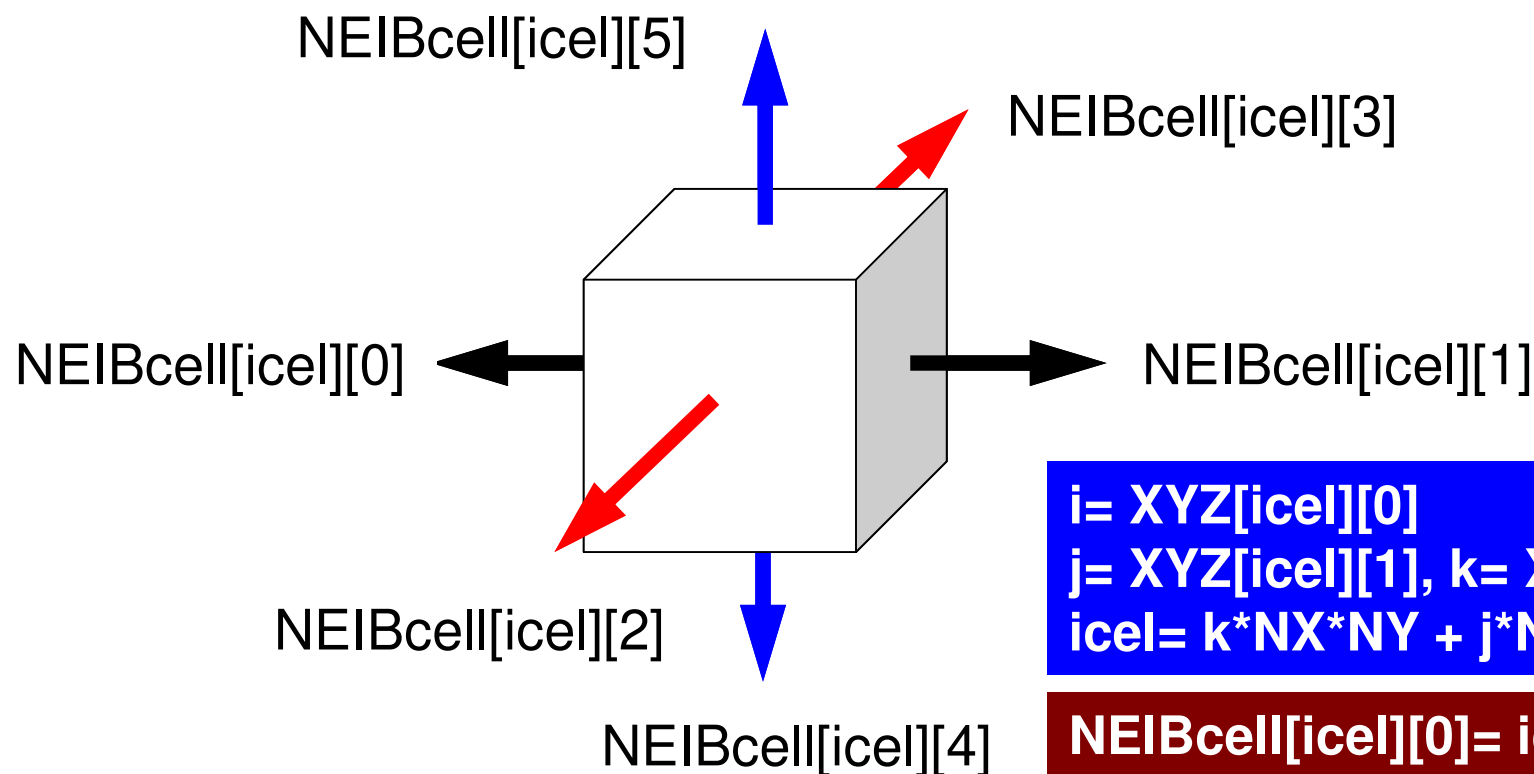 NEIBcell[icel][5]
NEIBcell[icel][3]
NEIBcell[icel][0]
NEIBcell[icel][1]
i= XYZ[icel][0]
j= XYZ[icel][1], k=
icel= k*NX*NY +
NEIBcell[icel][2]
NEIBcell[icel][4]
NEIBcell[icel][0]=